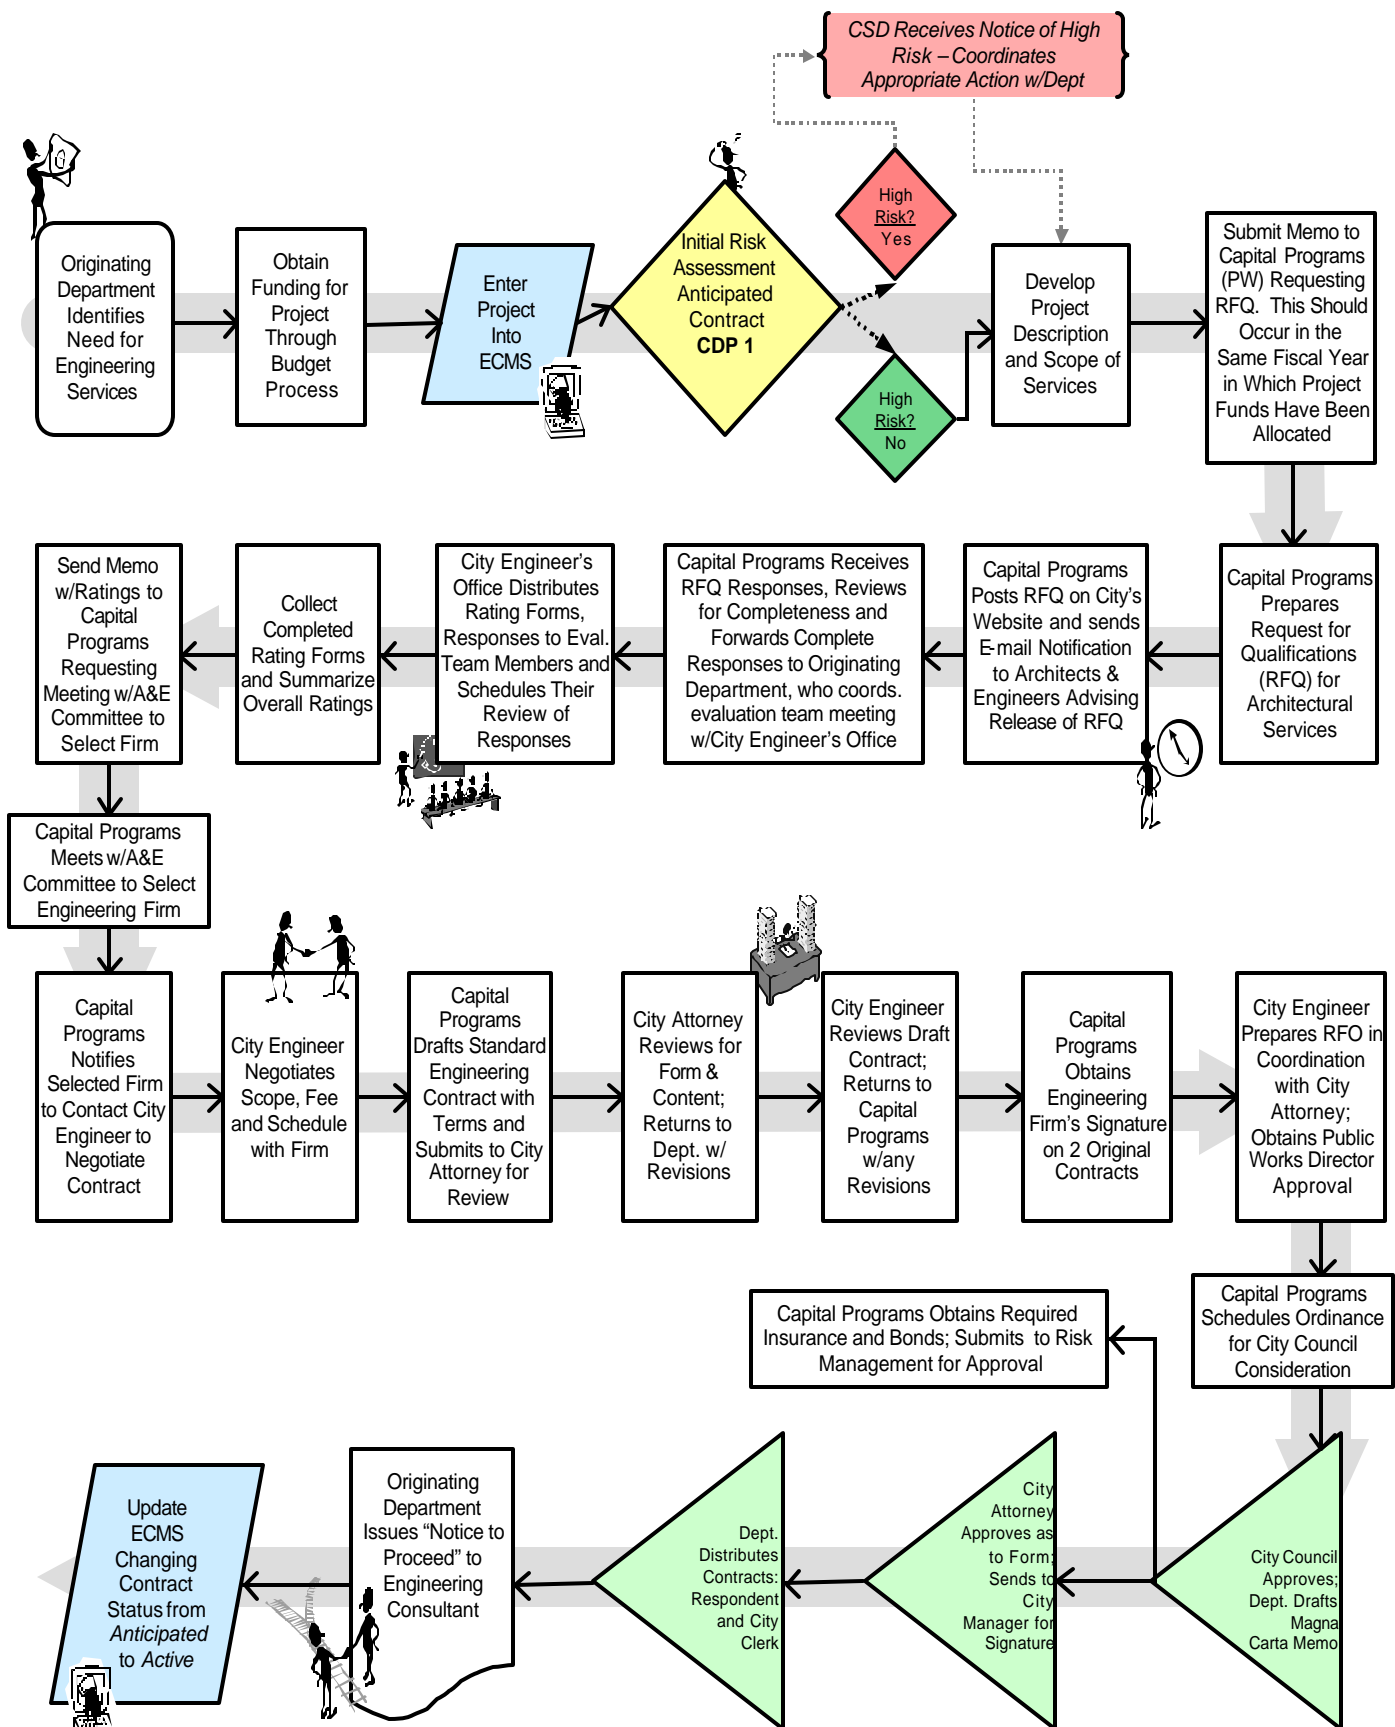 CSD Receives Notice of High
Risk – Coordinates
Appropriate Action w/Dept
Originating
Department
Identifies
Need for
Engineering
Services
Obtain
Funding for
Project
Through
Budget
Process
Enter
Project
Into
ECMS
Initial Risk
Assessment
Anticipated
Contract
CDP 1
High
Risk?
Yes
High
Risk?
No
Develop
Project
Description
and Scope of
Services
Submit Memo to
Capital Programs
(PW) Requesting
RFQ. This Should
Occur in the
Same Fiscal Year
in Which Project
Funds Have Been
Allocated
Send Memo
w/Ratings to
Capital
Programs
Requesting
Meeting w/A&E
Committee to
Select Firm
Collect
Completed
Rating Forms
and Summarize
Overall Ratings
City Engineer’s
Office Distributes
Rating Forms,
Responses to Eval.
Team Members and
Schedules Their
Review of
Responses
Capital Programs Receives
RFQ Responses, Reviews
for Completeness and
Forwards Complete
Responses to Originating
Department, who coords.
evaluation team meeting
w/City Engineer’s Office
Capital Programs
Posts RFQ on City’s
Website and sends
E-mail Notification
to Architects &
Engineers Advising
Release of RFQ
Capital Programs
Prepares
Request for
Qualifications
(RFQ) for
Architectural
Services
Capital Programs
Meets w/A&E
Committee to Select
Engineering Firm
Capital
Programs
Notifies
Selected Firm
to Contact City
Engineer to
Negotiate
Contract
City Engineer
Negotiates
Scope, Fee
and Schedule
with Firm
Capital
Programs
Drafts Standard
Engineering
Contract with
Terms and
Submits to City
Attorney for
Review
City Attorney
Reviews for
Form &
Content;
Returns to
Dept. w/
Revisions
City Engineer
Reviews Draft
Contract;
Returns to
Capital
Programs
w/any
Revisions
Capital
Programs
Obtains
Engineering
Firm’s Signature
on 2 Original
Contracts
City Engineer
Prepares RFO in
Coordination
with City
Attorney;
Obtains Public
Works Director
Approval
Capital Programs Obtains Required
Insurance and Bonds; Submits to Risk
Management for Approval
Capital Programs
Schedules Ordinance
for City Council
Consideration
Update
ECMS
Changing
Contract
Status from
Anticipated
to Active
Originating
Department
Issues “Notice to
Proceed” to
Engineering
Consultant
Dept.
Distributes
Contracts:
Respondent
and City
Clerk
City
Attorney
Approves as
to Form;
Sends to
City
Manager for
Signature
City Council
Approves;
Dept. Drafts
Magna
Carta Memo